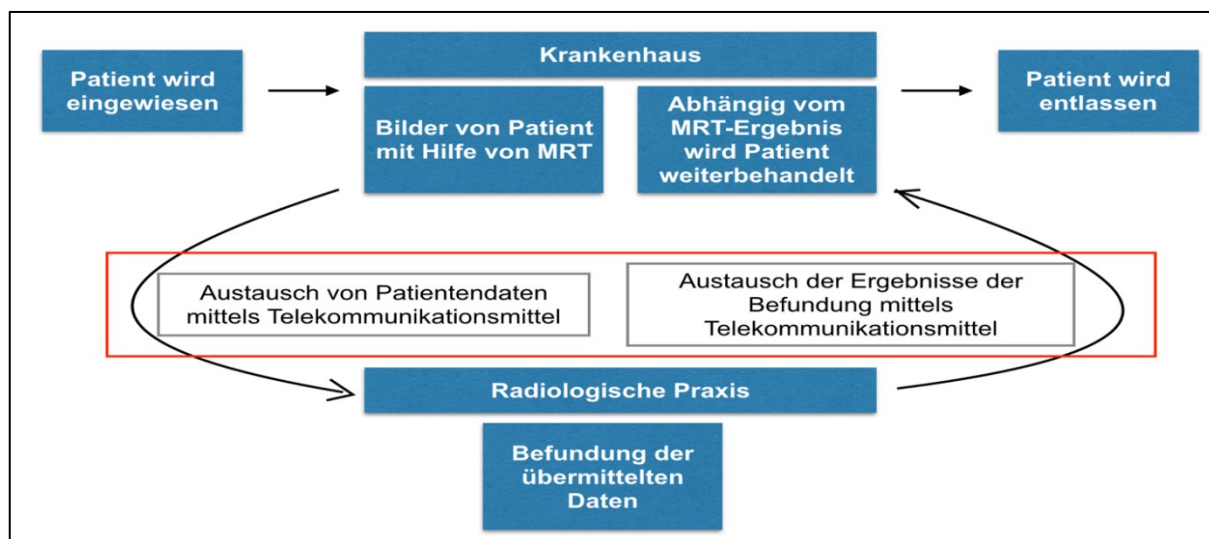 Patient wird
eingewiesen
Krankenhaus
Bilder von Patient
mit Hilfe von MRT
Abhängig vom
MRT-Ergebnis
wird Patient
weiterbehandelt
Patient wird
entlassen
Austausch von Patientendaten
mittels Telekommunikationsmittel
Austausch der Ergebnisse der
Befundung mittels
Telekommunikationsmittel
Radiologische Praxis
Befundung der
übermittelten
Daten